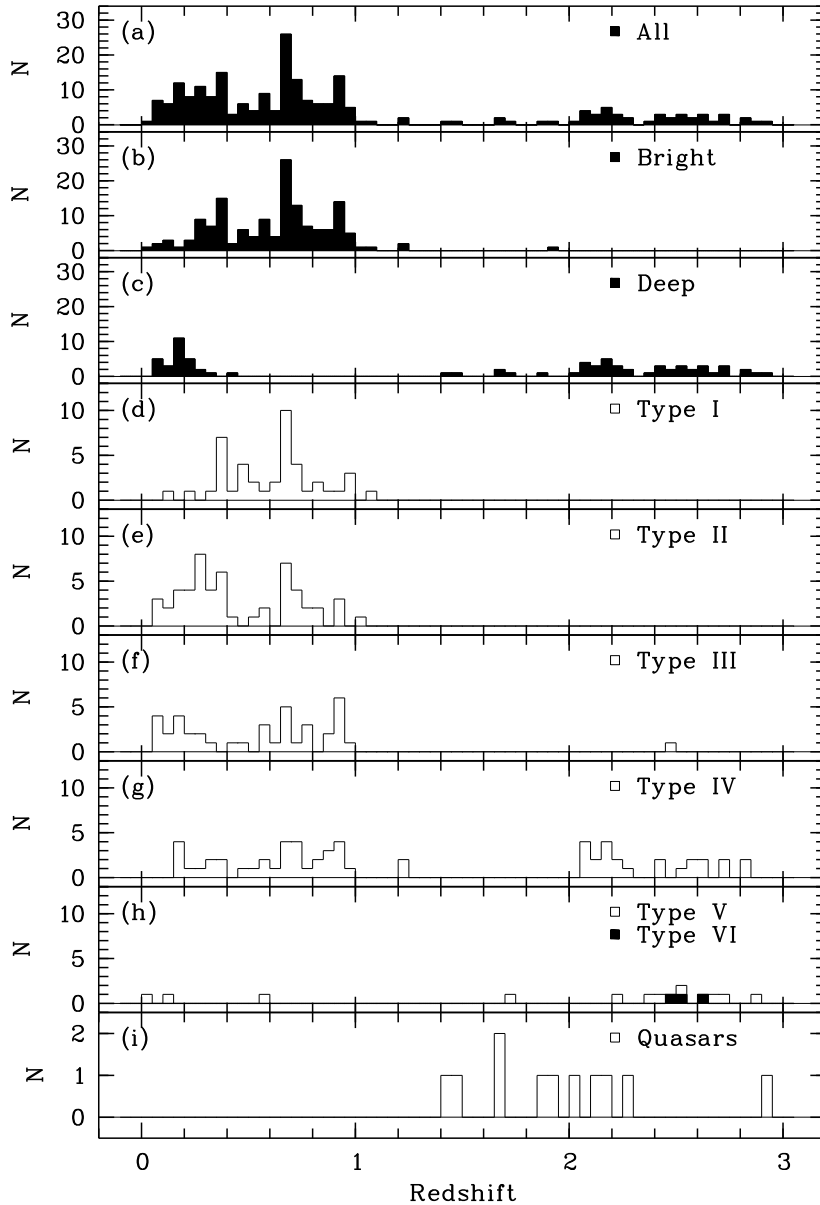 (a) All
30
20
10
0
N
(b) Bright
30
20
10
0
N
(c) Deep
30
20
10
0
N
(d) Type I
10
5
0
N
(e) Type II
10
5
0
N
(f) Type III
10
5
0
N
(g) Type IV
10
5
0
N
(h) Type V
Type VI
10
5
0
N
(i) Quasars
2
1
0
N
0 1 2 3
Redshift